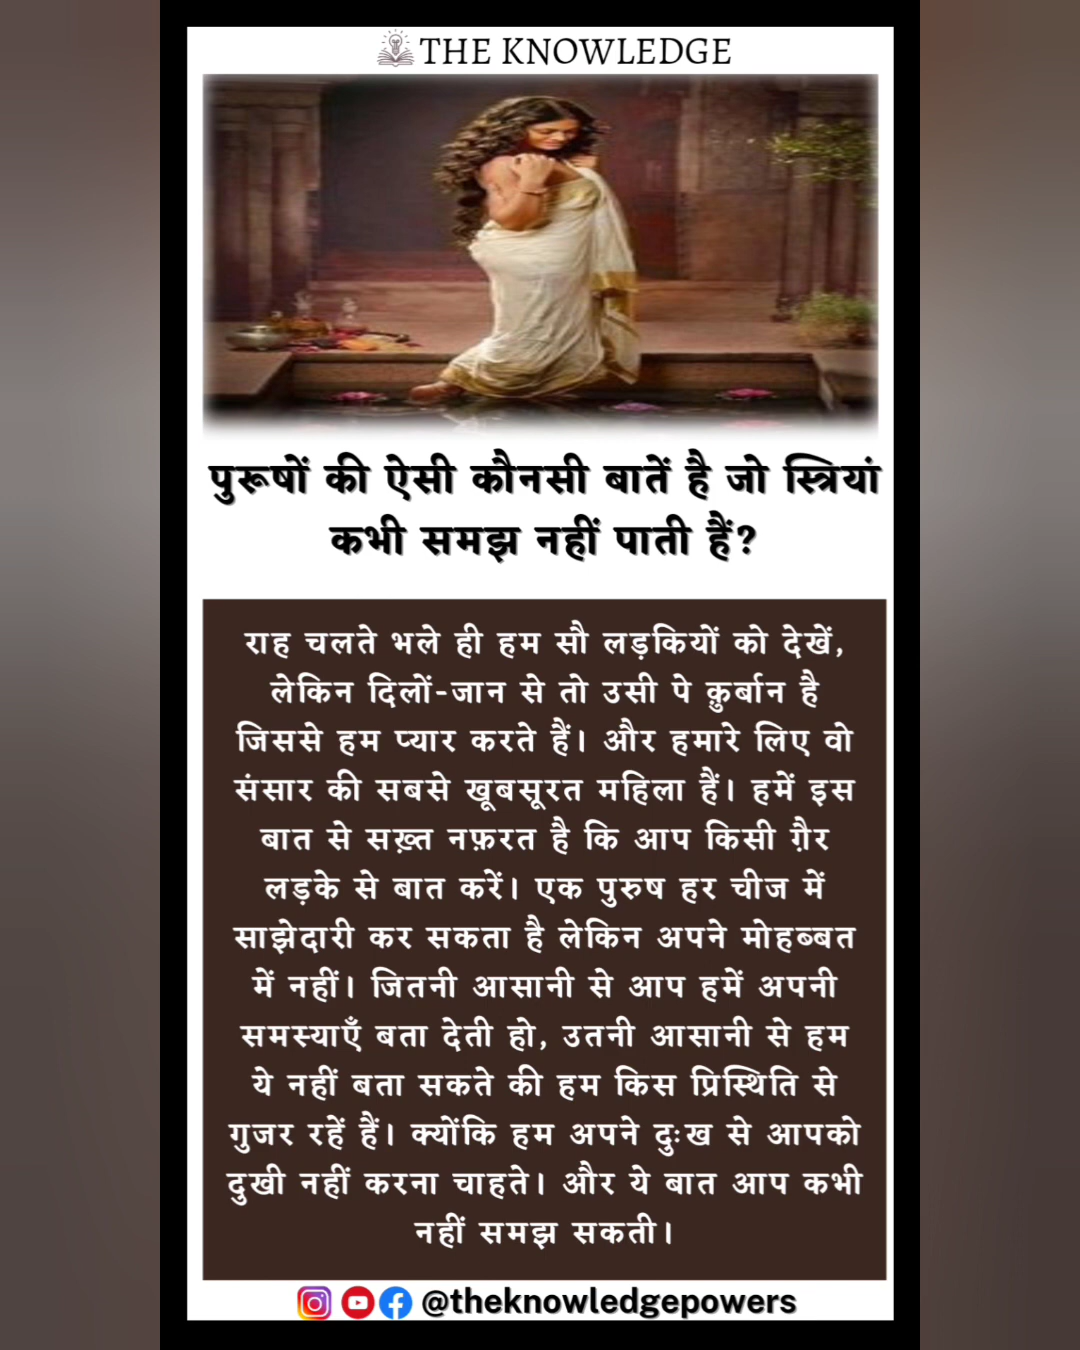 THE KNOWLEDGE
पुरूषों की ऐसी कौनसी बातें है जो स्त्रियां
कभी समझ नहीं पाती हैं?
राह चलते भले ही हम सौ लड़कियों को देखें,
लेकिन दिलों-जान से तो उसी पे क़ुर्बान है
जिससे हम प्यार करते हैं। और हमारे लिए वो
संसार की सबसे खूबसूरत महिला हैं। हमें इस
बात से सख़्त नफ़रत है कि आप किसी ग़ैर
लड़के से बात करें। एक पुरुष हर चीज में
साझेदारी कर सकता है लेकिन अपने मोहब्बत
में नहीं। जितनी आसानी से आप हमें अपनी
समस्याएँ बता देती हो, उतनी आसानी से हम
ये नहीं बता सकते की हम किस प्रिस्थिति से
गुजर रहें हैं। क्योंकि हम अपने दुःख से आपको
दुखी नहीं करना चाहते। और ये बात आप कभी
नहीं समझ सकती।
@theknowledgepowers